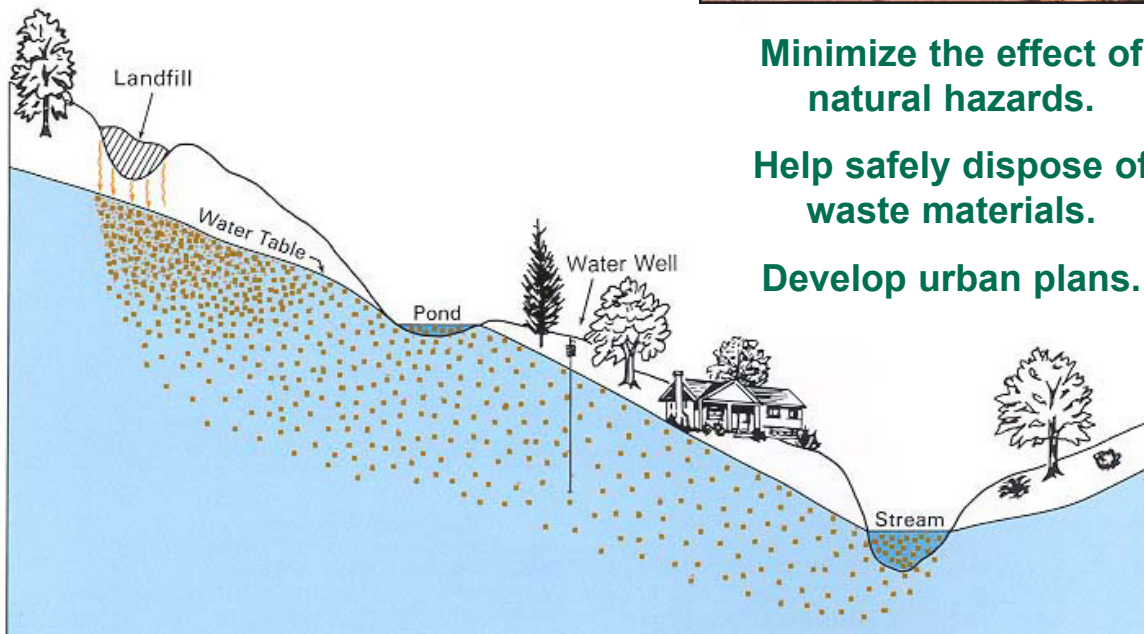 Minimize the effect of
natural hazards.
Help safely dispose of
waste materials.
Develop urban plans.
Landfill
Water Table
Pond
Water Well
Stream